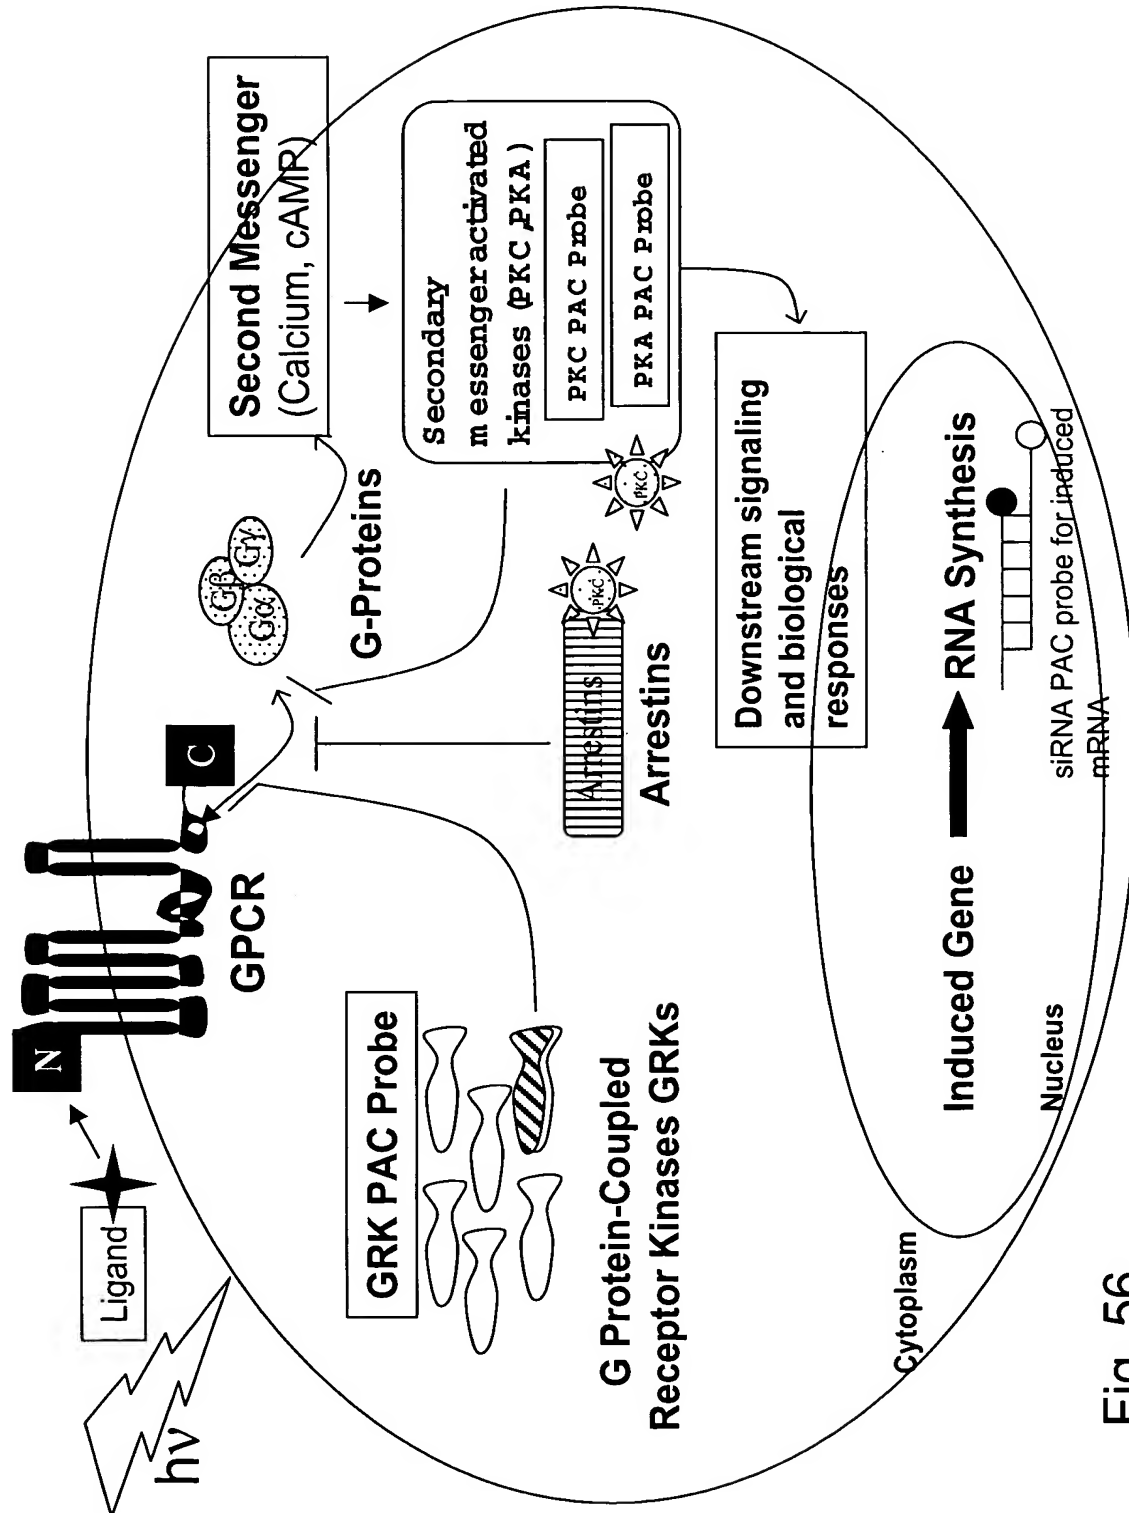 hν
Ligand
N
C
GPCR
Gβ
Gγ
Gα
G-Proteins
Second Messenger
(Calcium, cAMP)
Secondary
messenger activated
kinases (PKC, PKA)
PKC PAC Probe
PKA PAC Probe
PKC
GRK PAC Probe
G Protein-Coupled
Receptor Kinases GRKs
PKC
Arrestins
Arrestins
Downstream signaling
and biological
responses
Cytoplasm
Induced Gene
RNA Synthesis
Nucleus
siRNA PAC probe for induced
mRNA
Fig. 56